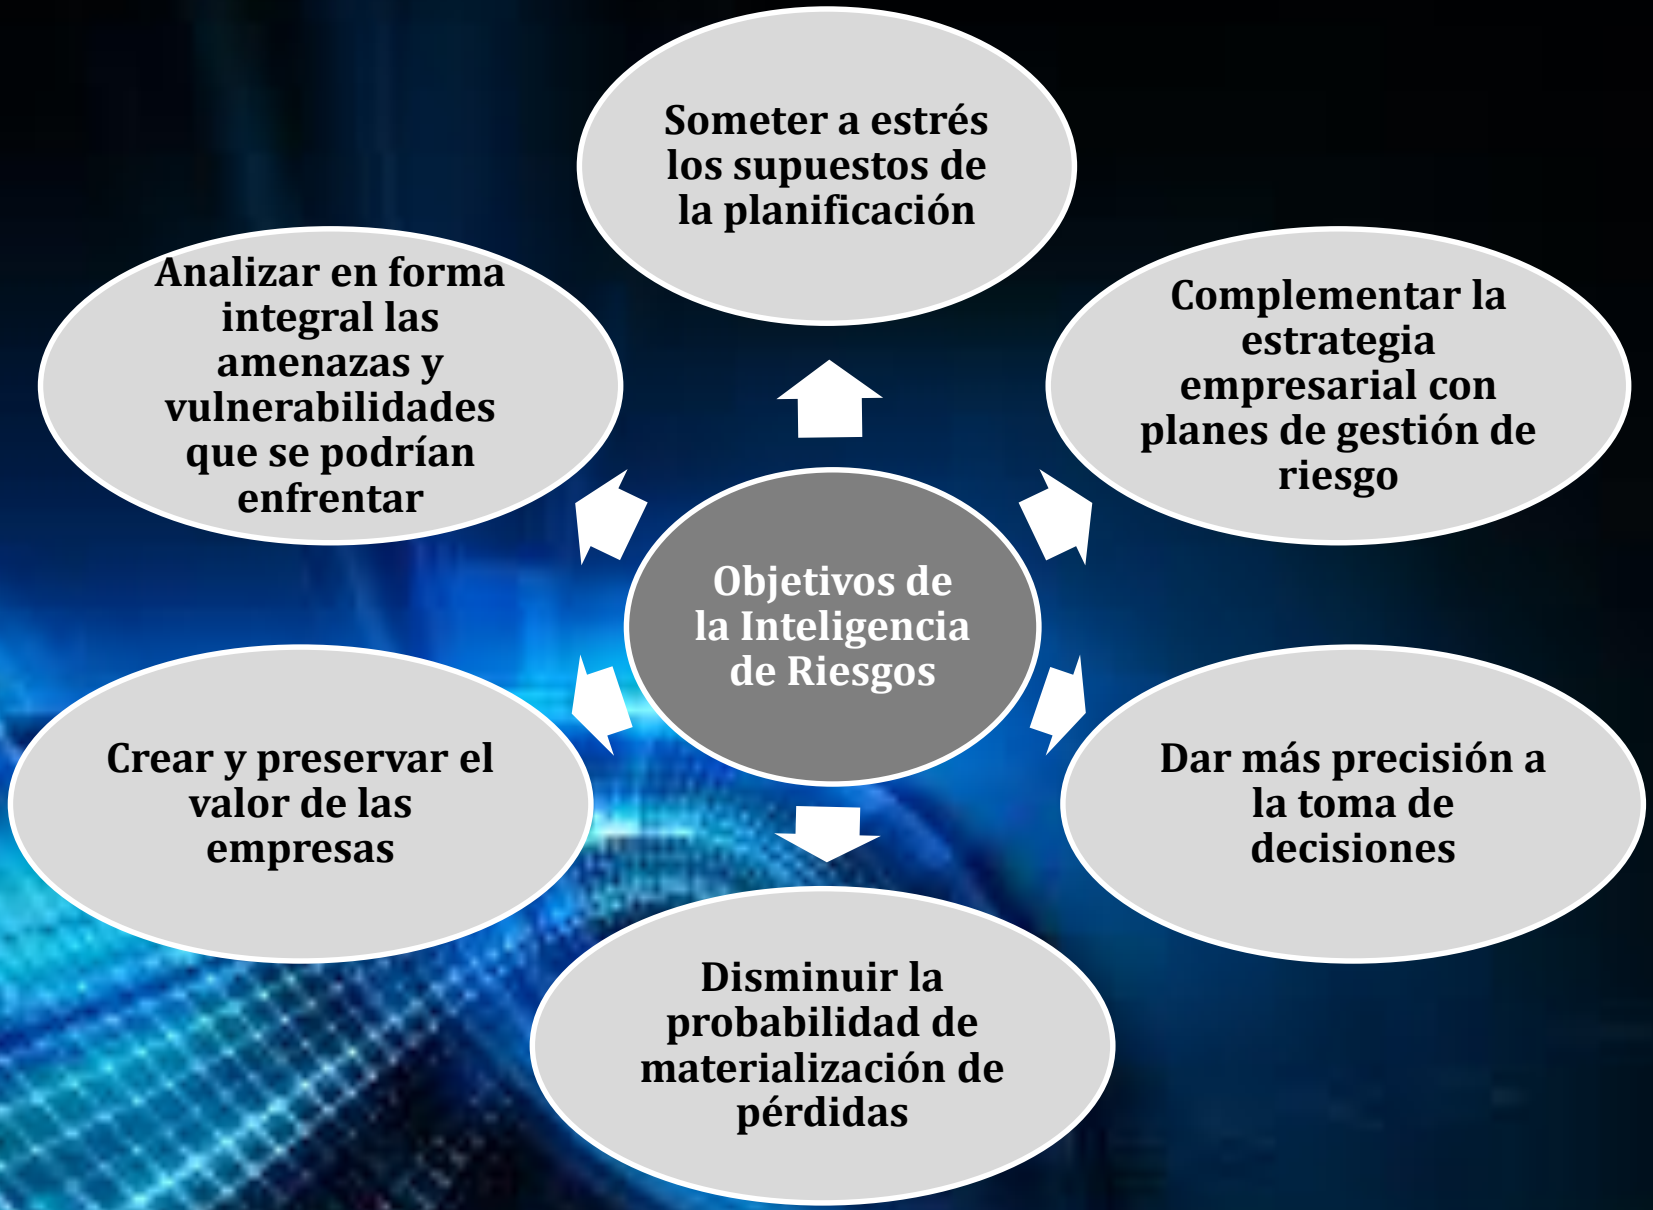 Someter a estrés
los supuestos de
la planificación
Complementar la
estrategia
empresarial con
planes de gestión de
riesgo
Dar más precisión a
la toma de
decisiones
Disminuir la
probabilidad de
materialización de
pérdidas
Crear y preservar el
valor de las
empresas
Analizar en forma
integral las
amenazas y
vulnerabilidades
que se podrían
enfrentar
Objetivos de
la Inteligencia
de Riesgos